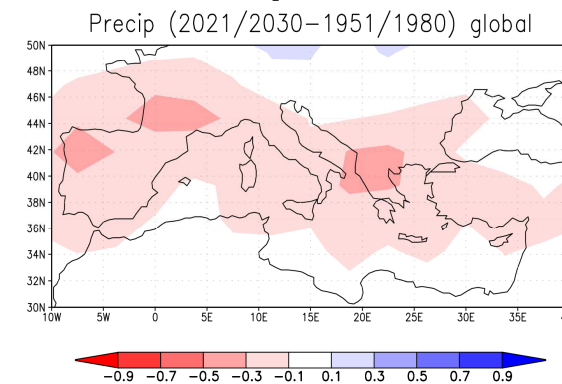 Precip (2021/2030−1951/1980) global
50N
48N
46N
44N
42N
40N
38N
36N
34N
32N
30N
10W 5W 0 5E 10E 15E 20E 25E 30E 35E
−0.9 −0.7 −0.5 −0.3 −0.1 0.1 0.3 0.5 0.7 0.9